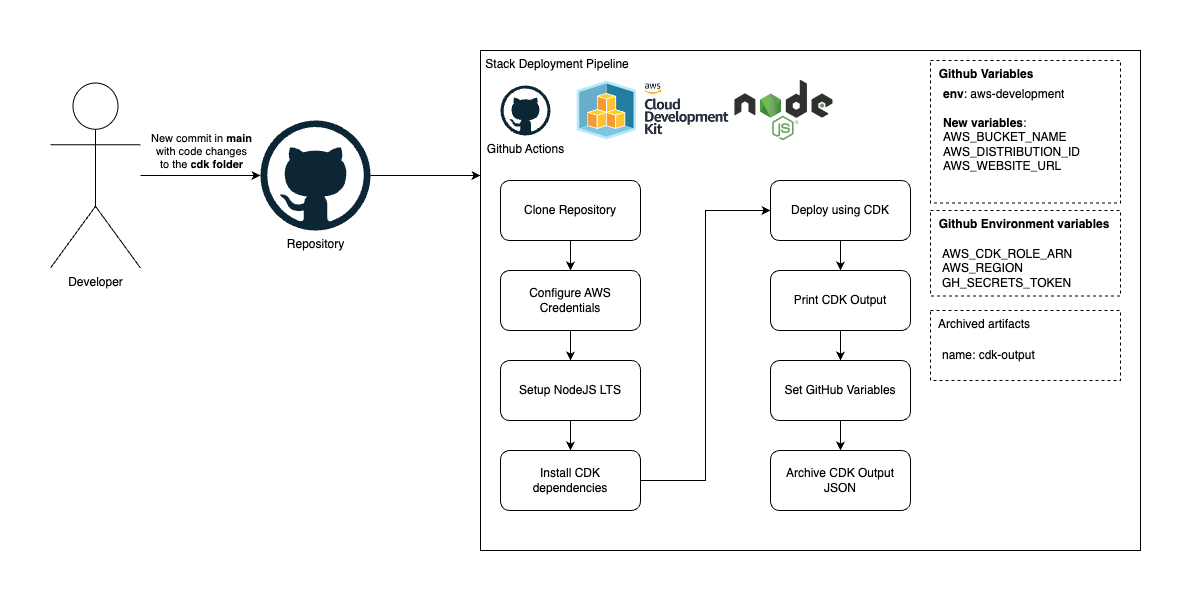 Stack Deployment Pipeline
Github Actions
aws
Cloud
Development
Kit
node
JS
New commit in main
with code changes
to the cdk folder
Repository
Developer
Clone Repository
Configure AWS
Credentials
Setup NodeJS LTS
Install CDK
dependencies
Deploy using CDK
Print CDK Output
Set GitHub Variables
Archive CDK Output
JSON
Github Variables
env: aws-development
New variables:
AWS_BUCKET_NAME
AWS_DISTRIBUTION_ID
AWS_WEBSITE_URL
Github Environment variables
AWS_CDK_ROLE_ARN
AWS_REGION
GH_SECRETS_TOKEN
Archived artifacts
name: cdk-output